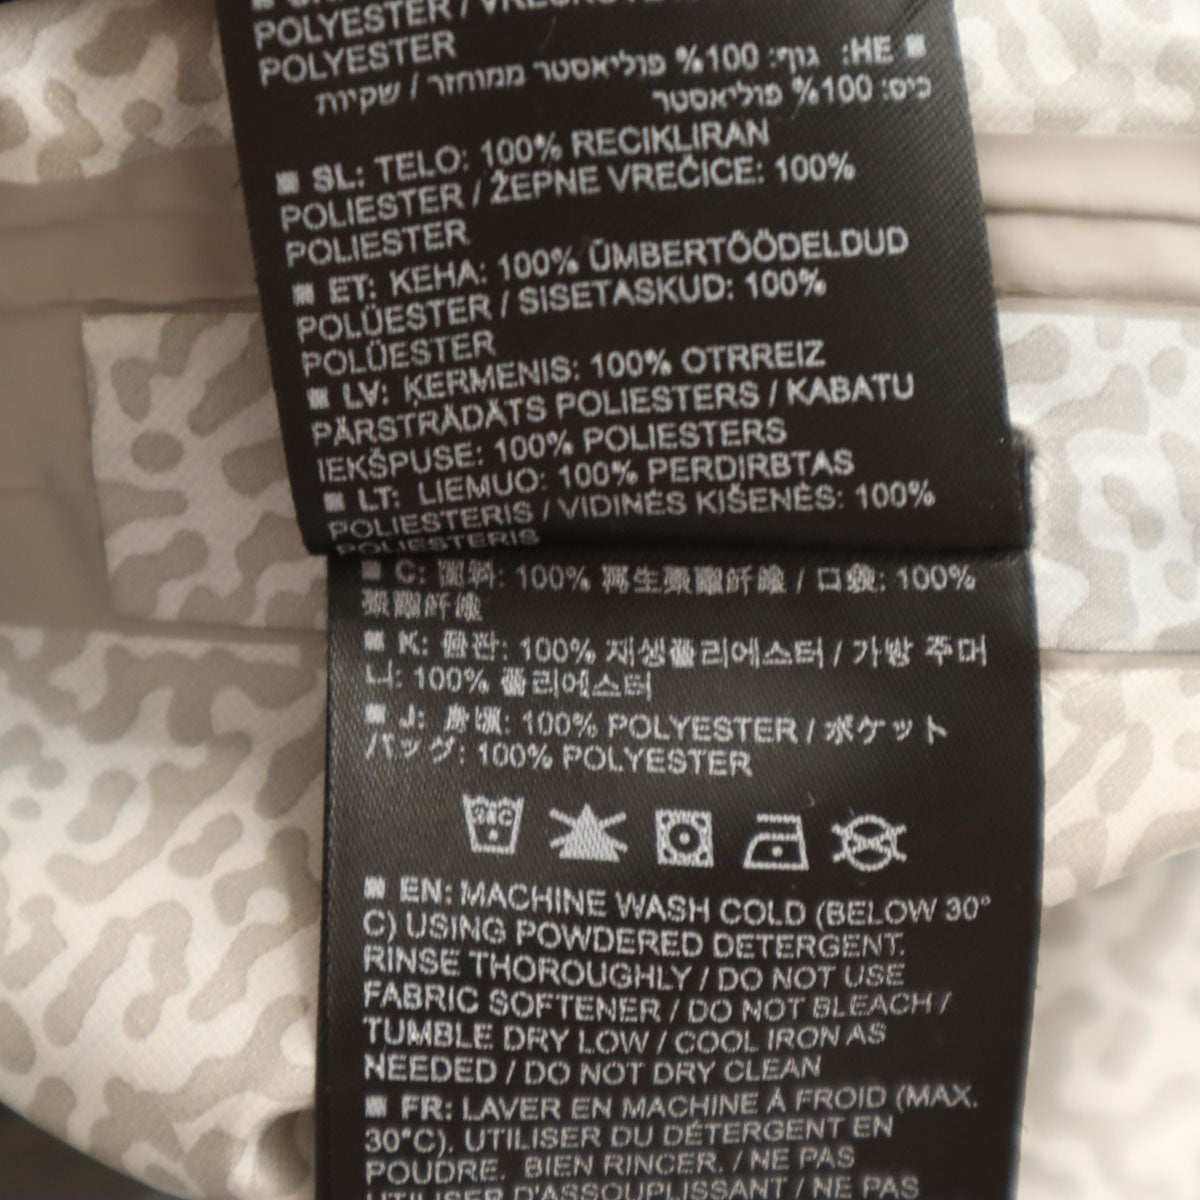 POLYESTER /
POLYESTER
■ HE: גוף: 100% פוליאסטר ממוחזר / שקיות
כיס: 100% פוליאסטר
■ SL: TELO: 100% RECIKLIRAN
POLIESTER / ŽEPNE VREČICE: 100%
POLIESTER
■ ET: KEHA: 100% ÜMBERTÖÖDELDUD
POLÜESTER / SISETASKUD: 100%
POLÜESTER
■ LV: ĶERMENIS: 100% OTRREIZ
PĀRSTRĀDĀTS POLIESTERS / KABATU
IEKŠPUSE: 100% POLIESTERS
■ LT: LIEMUO: 100% PERDIRBTAS
POLIESTERIS / VIDINĖS KIŠENĖS: 100%
POLIESTERIS
■ C: 面料: 100% 再生聚酯纖維 / 口袋: 100%
聚酯纖維
■ K: 몸판: 100% 재생폴리에스터 / 가방 주머
니: 100% 폴리에스터
■ J: 身頃: 100% POLYESTER / ポケット
バッグ: 100% POLYESTER
■ EN: MACHINE WASH COLD (BELOW 30°
C) USING POWDERED DETERGENT.
RINSE THOROUGHLY / DO NOT USE
FABRIC SOFTENER / DO NOT BLEACH /
TUMBLE DRY LOW / COOL IRON AS
NEEDED / DO NOT DRY CLEAN
■ FR: LAVER EN MACHINE À FROID (MAX.
30°C). UTILISER DU DÉTERGENT EN
POUDRE. BIEN RINCER. / NE PAS
UTILISER D'ASSOUPLISSANT / NE PAS